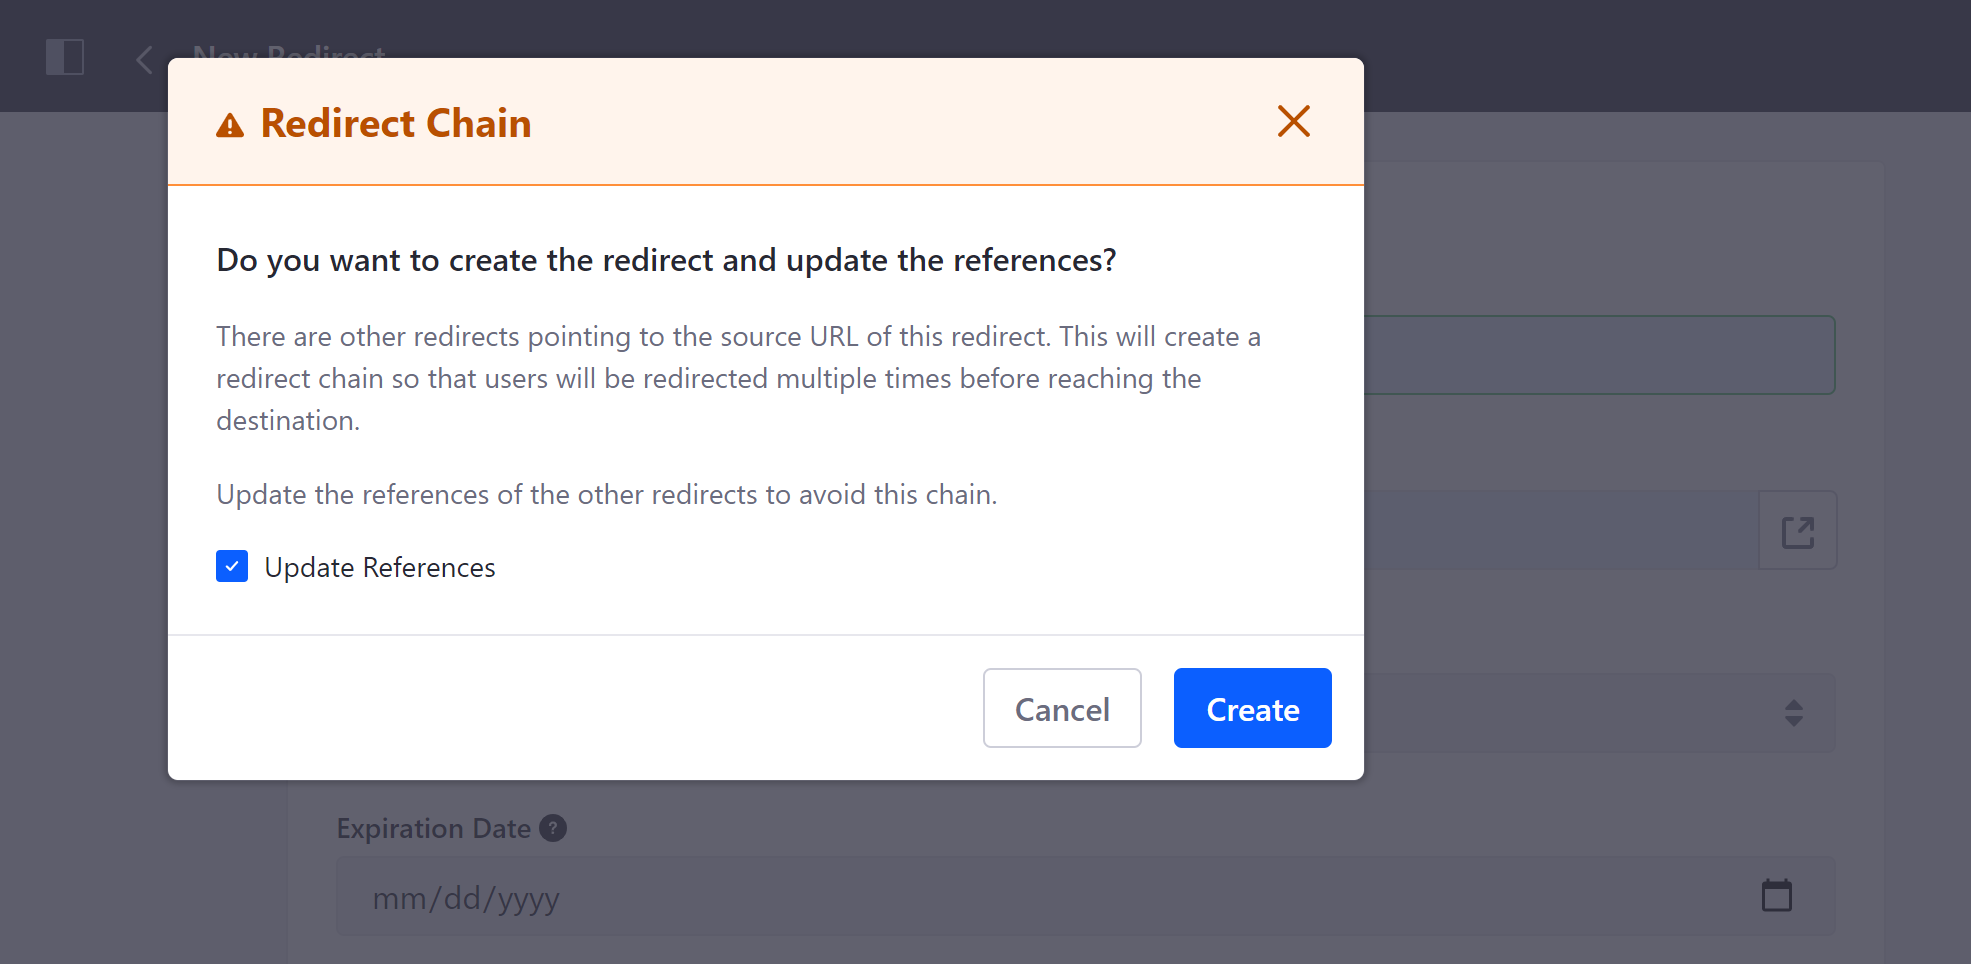 New Redirect
Redirect Chain
Do you want to create the redirect and update the references?
There are other redirects pointing to the source URL of this redirect. This will create a
redirect chain so that users will be redirected multiple times before reaching the
destination.
Update the references of the other redirects to avoid this chain.
Update References
Cancel
Create
Expiration Date
mm/dd/yyyy